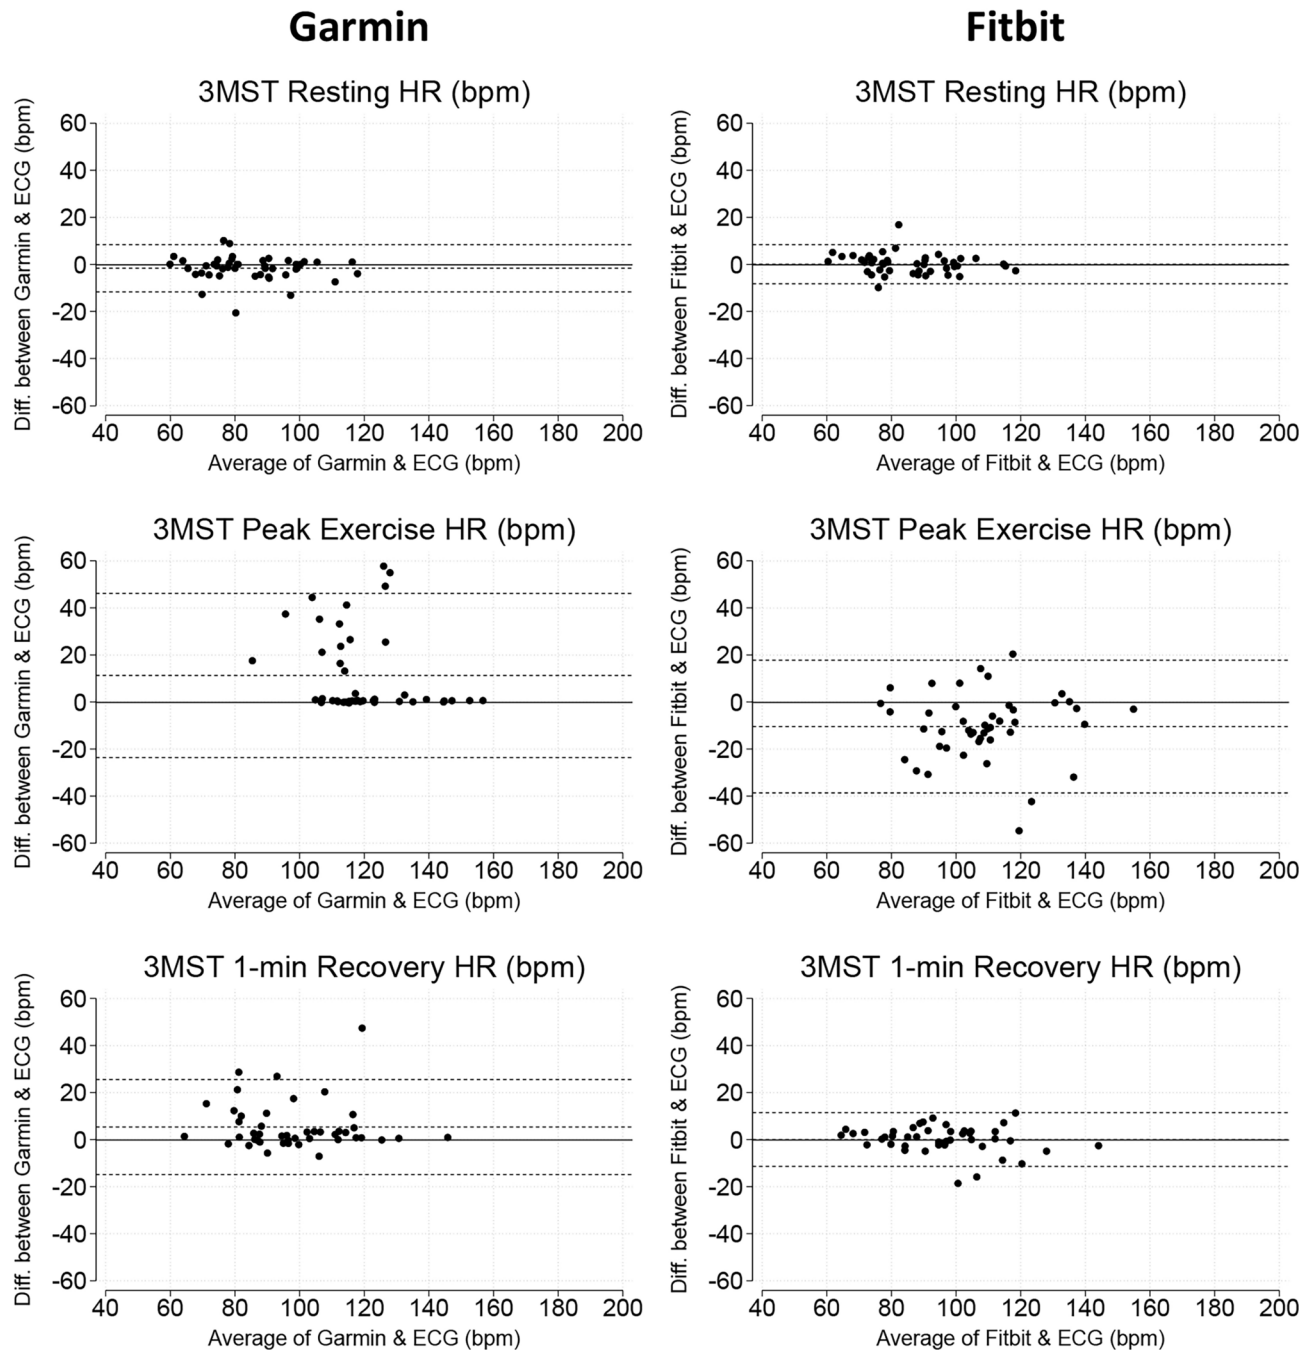 Garmin
Fitbit
3MST Resting HR (bpm)
Diff. between Garmin & ECG (bpm)
60
40
20
0
-20
-40
-60
40 60 80 100 120 140 160 180 200
Average of Garmin & ECG (bpm)
3MST Resting HR (bpm)
Diff. between Fitbit & ECG (bpm)
60
40
20
0
-20
-40
-60
40 60 80 100 120 140 160 180 200
Average of Fitbit & ECG (bpm)
3MST Peak Exercise HR (bpm)
Diff. between Garmin & ECG (bpm)
60
40
20
0
-20
-40
-60
40 60 80 100 120 140 160 180 200
Average of Garmin & ECG (bpm)
3MST Peak Exercise HR (bpm)
Diff. between Fitbit & ECG (bpm)
60
40
20
0
-20
-40
-60
40 60 80 100 120 140 160 180 200
Average of Fitbit & ECG (bpm)
3MST 1-min Recovery HR (bpm)
Diff. between Garmin & ECG (bpm)
60
40
20
0
-20
-40
-60
40 60 80 100 120 140 160 180 200
Average of Garmin & ECG (bpm)
3MST 1-min Recovery HR (bpm)
Diff. between Fitbit & ECG (bpm)
60
40
20
0
-20
-40
-60
40 60 80 100 120 140 160 180 200
Average of Fitbit & ECG (bpm)